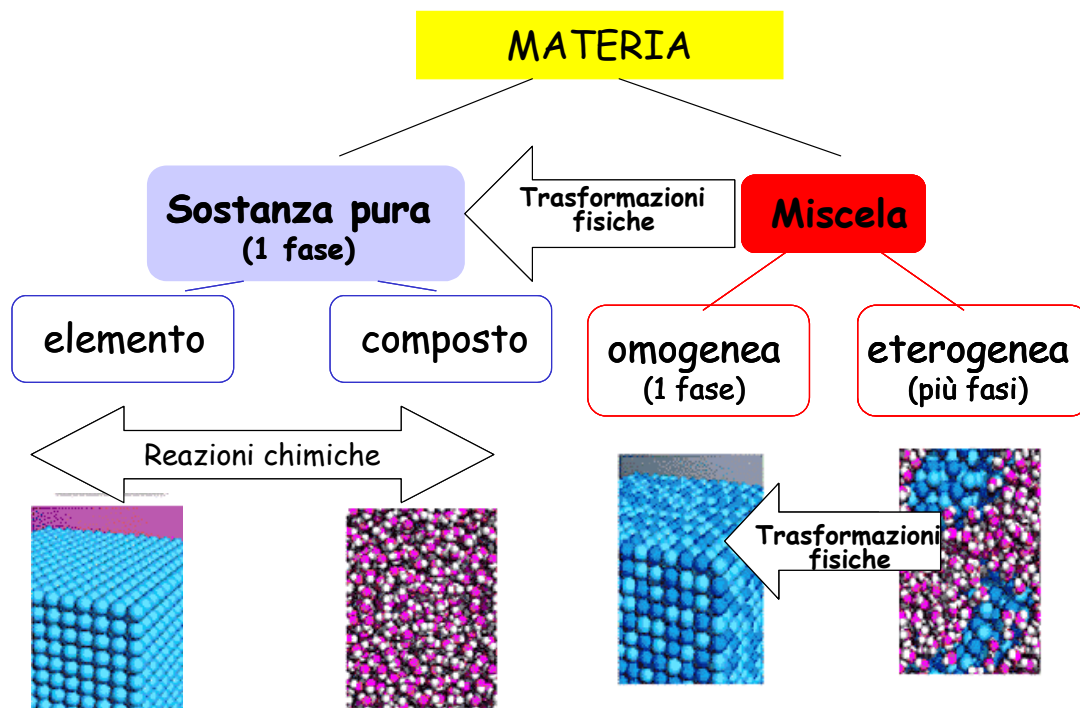 MATERIA
Sostanza pura
(1 fase)
Trasformazioni
fisiche
Miscela
elemento
composto
omogenea
(1 fase)
eterogenea
(più fasi)
Reazioni chimiche
Trasformazioni
fisiche